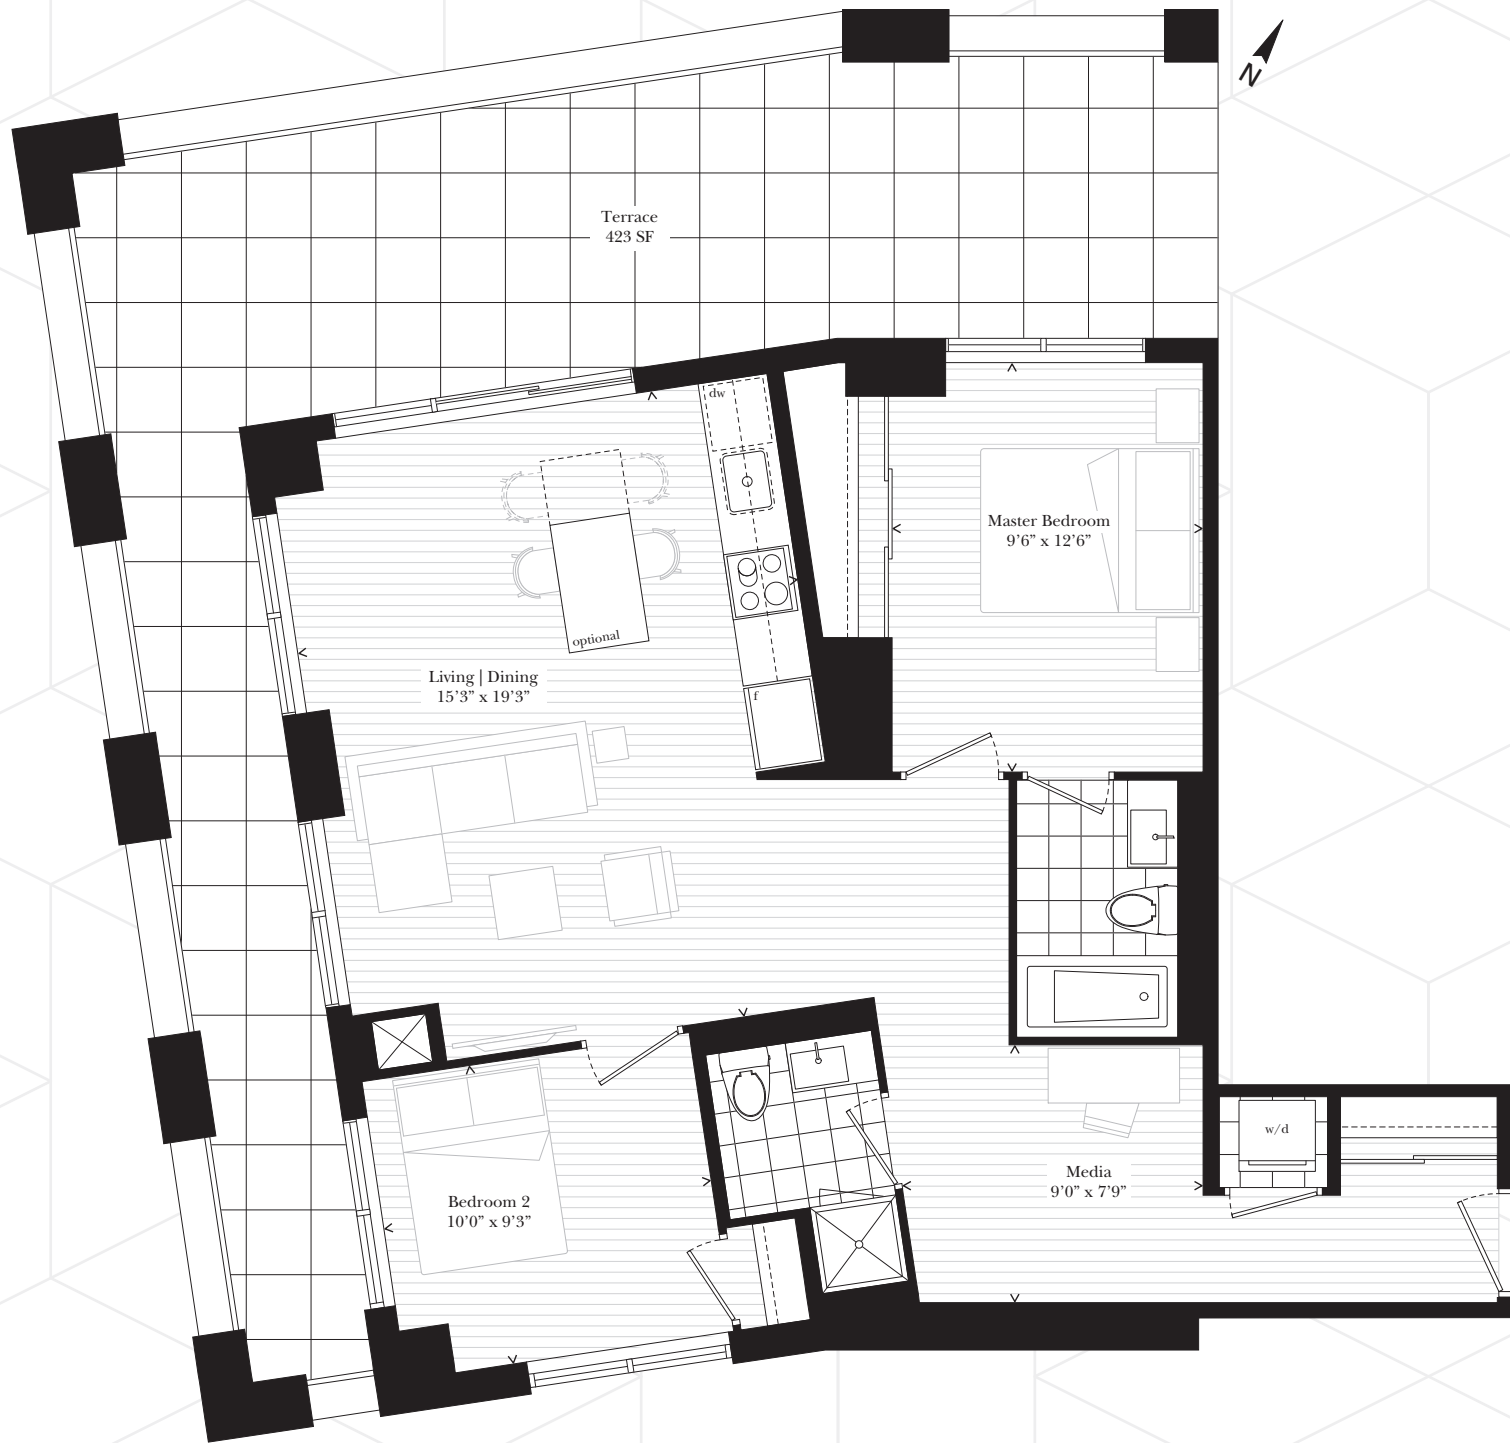 N
Terrace
423 SF
dw
Master Bedroom
9’6” x 12’6”
optional
Living | Dining
15’3” x 19’3”
f
w/d
Media
9’0” x 7’9”
Bedroom 2
10’0” x 9’3”